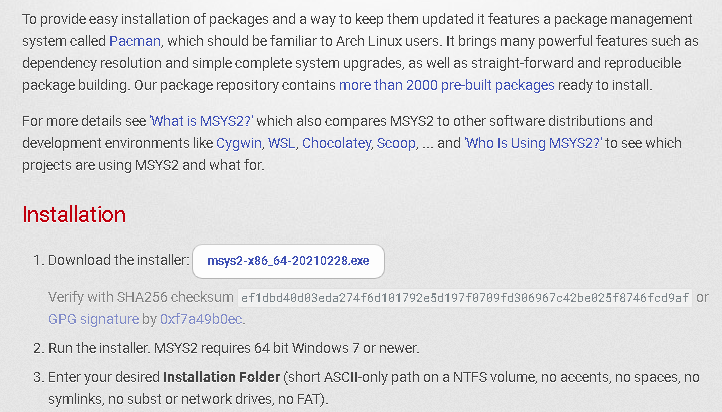 To provide easy installation of packages and a way to keep them updated it features a package management
system called Pacman, which should be familiar to Arch Linux users. It brings many powerful features such as
dependency resolution and simple complete system upgrades, as well as straight-forward and reproducible
package building. Our package repository contains more than 2000 pre-built packages ready to install.
For more details see 'What is MSYS2?' which also compares MSYS2 to other software distributions and
development environments like Cygwin, WSL, Chocolatey, Scoop, ... and 'Who Is Using MSYS2?' to see which
projects are using MSYS2 and what for.
Installation
1. Download the installer: msys2-x86_64-20210228.exe
Verify with SHA256 checksum ef1dbd40d03eda274f6d101792e5d197f0709fd306967c42be025f8746fcd9af or
GPG signature by 0xf7a49b0ec.
2. Run the installer. MSYS2 requires 64 bit Windows 7 or newer.
3. Enter your desired Installation Folder (short ASCII-only path on a NTFS volume, no accents, no spaces, no
symlinks, no subst or network drives, no FAT).